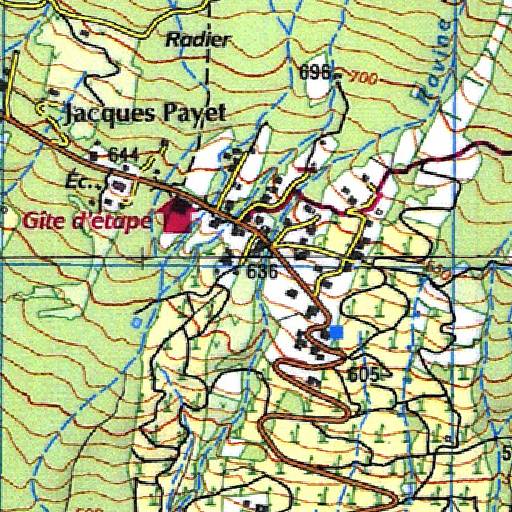 Radier
696
700
Ravine
Jacques Payet
644
Éc.
Gîte d'étape
636
605